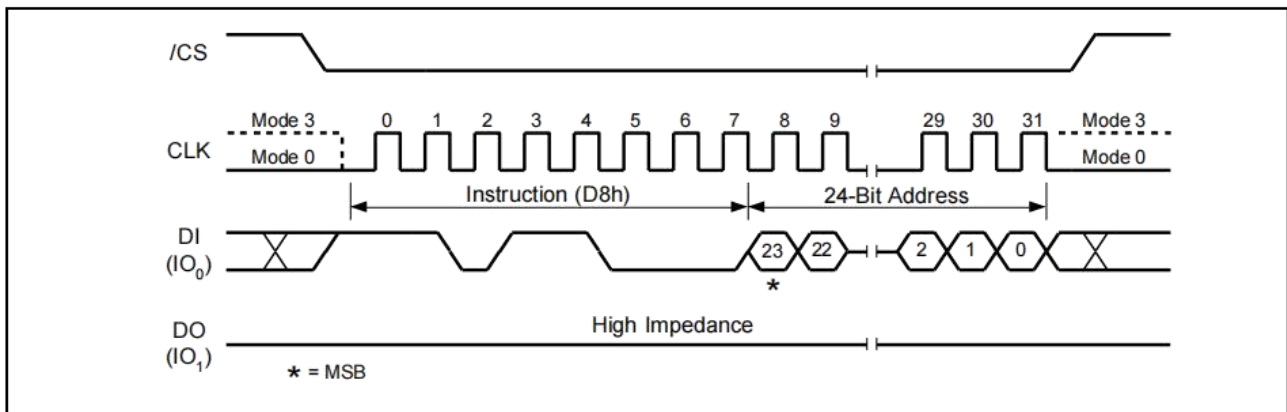 /CS
Mode 3 0 1 2 3 4 5 6 7 8 9 29 30 31 Mode 3
CLK
Mode 0 Mode 0
Instruction (D8h) 24-Bit Address
DI
(IO0) 23 22 2 1 0
*
DO High Impedance
(IO1)
* = MSB